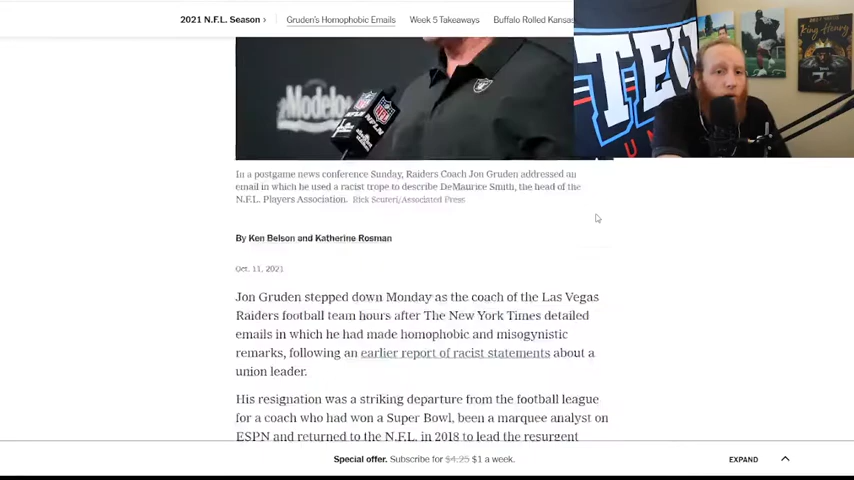 2021 N.F.L. Season › Gruden's Homophobic Emails Week 5 Takeaways Buffalo Rolled Kansas
Modelo
NFL
King Henry
In a postgame news conference Sunday, Raiders Coach Jon Gruden addressed an
email in which he used a racist trope to describe DeMaurice Smith, the head of the
N.F.L. Players Association. Rick Scuteri/Associated Press
By Ken Belson and Katherine Rosman
Oct. 11, 2021
Jon Gruden stepped down Monday as the coach of the Las Vegas
Raiders football team hours after The New York Times detailed
emails in which he had made homophobic and misogynistic
remarks, following an earlier report of racist statements about a
union leader.
His resignation was a striking departure from the football league
for a coach who had won a Super Bowl, been a marquee analyst on
ESPN and returned to the N.F.L. in 2018 to lead the resurgent
Special offer. Subscribe for $4.25 $1 a week.
EXPAND